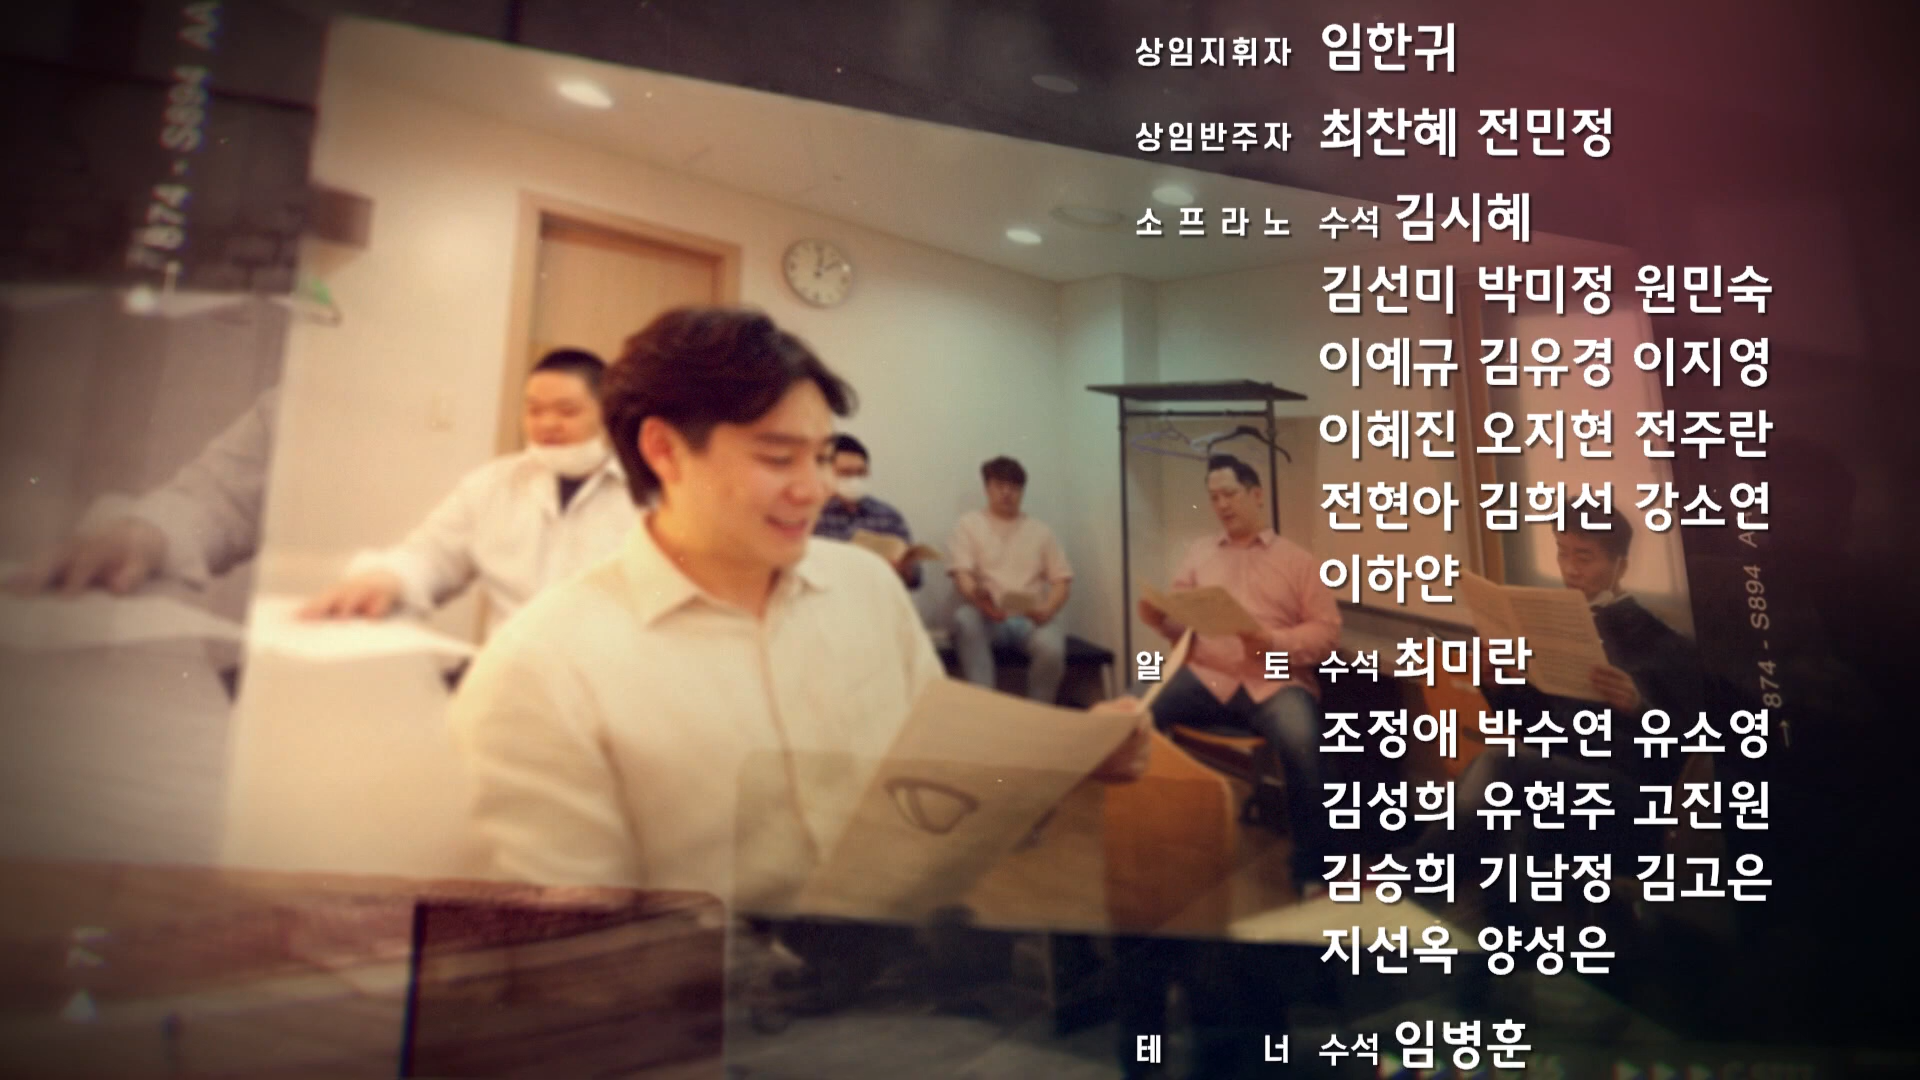 7874 - S894 AA
상임지휘자 임한귀
상임반주자 최찬혜 전민정
소프라노 수석 김시혜
김선미 박미정 원민숙
이예규 김유경 이지영
이혜진 오지현 전주란
전현아 김희선 강소연
이하얀
알토 수석 최미란
조정애 박수연 유소영
김성희 유현주 고진원
김승희 기남정 김고은
지선옥 양성은
테너 수석 임병훈
→ 874 - S894 A
71